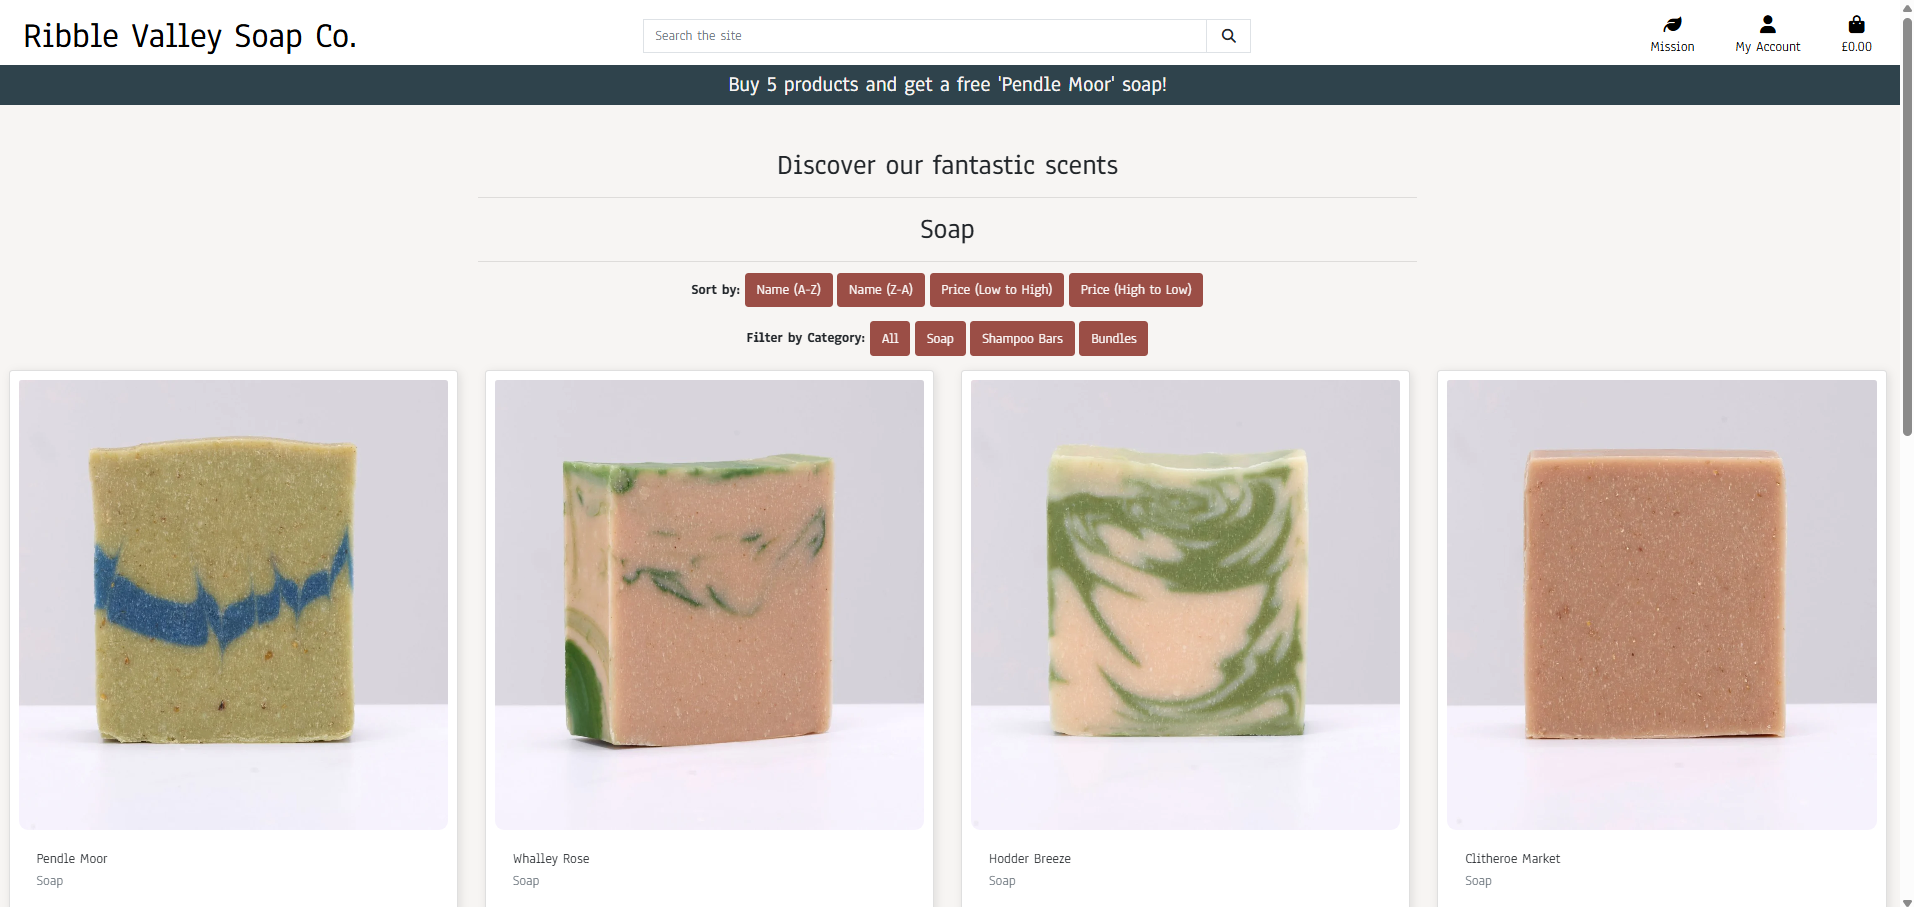 Ribble Valley Soap Co.
Search the site
Mission
My Account
£0.00
Buy 5 products and get a free 'Pendle Moor' soap!
Discover our fantastic scents
Soap
Sort by: Name (A-Z) Name (Z-A) Price (Low to High) Price (High to Low)
Filter by Category: All Soap Shampoo Bars Bundles
Pendle Moor
Soap
Whalley Rose
Soap
Hodder Breeze
Soap
Clitheroe Market
Soap